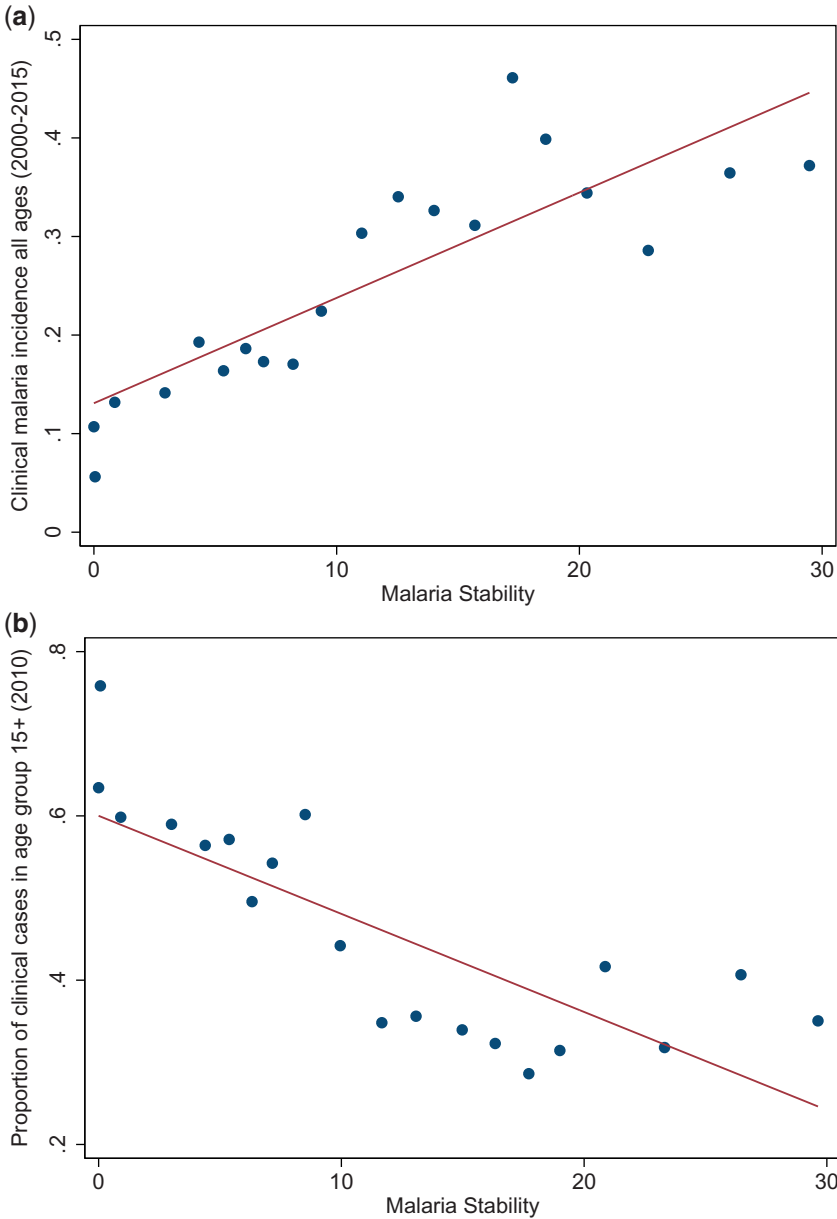 (a)
Clinical malaria incidence all ages (2000-2015)
.5
.4
.3
.2
.1
0
0 10 20 30
Malaria Stability
(b)
Proportion of clinical cases in age group 15+ (2010)
.8
.6
.4
.2
0 10 20 30
Malaria Stability